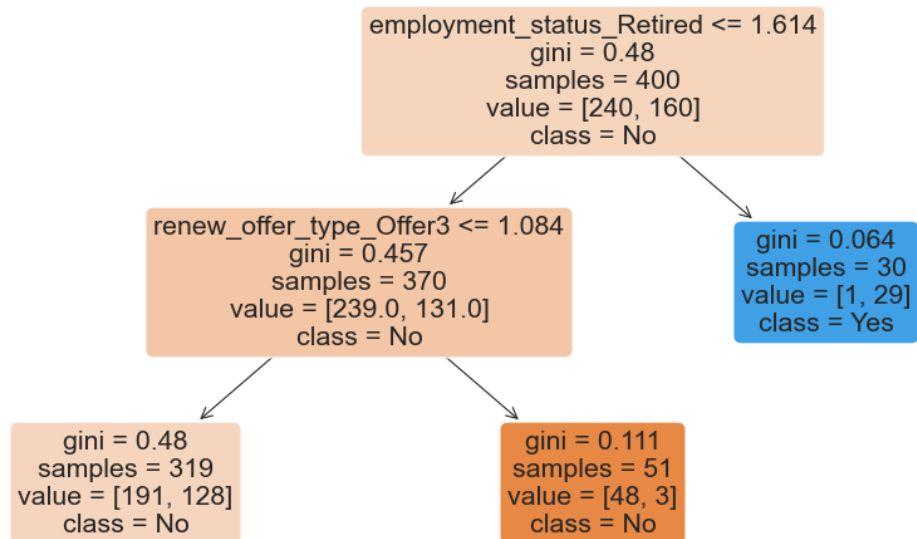 employment_status_Retired <= 1.614
gini = 0.48
samples = 400
value = [240, 160]
class = No
renew_offer_type_Offer3 <= 1.084
gini = 0.457
samples = 370
value = [239.0, 131.0]
class = No
gini = 0.064
samples = 30
value = [1, 29]
class = Yes
gini = 0.48
samples = 319
value = [191, 128]
class = No
gini = 0.111
samples = 51
value = [48, 3]
class = No